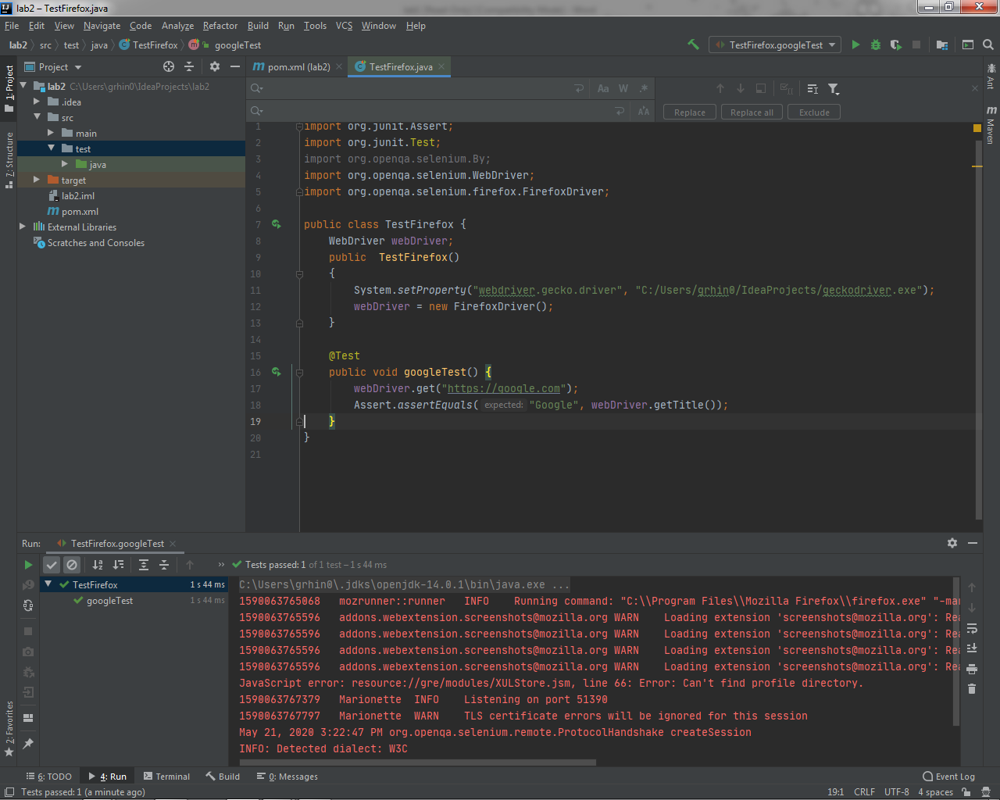 lab2 – TestFirefox.java
File Edit View Navigate Code Analyze Refactor Build Run Tools VCS Window Help
lab2 src test java TestFirefox googleTest TestFirefox.googleTest
1: Project
7: Structure
2: Favorites
Project
lab2 C:\Users\grhin0\IdeaProjects\lab2
.idea
src
main
test
java
target
lab2.iml
pom.xml
External Libraries
Scratches and Consoles
pom.xml (lab2) TestFirefox.java
Aa W .*
Replace Replace all Exclude
1 import org.junit.Assert;
2 import org.junit.Test;
3 import org.openqa.selenium.By;
4 import org.openqa.selenium.WebDriver;
5 import org.openqa.selenium.firefox.FirefoxDriver;
6
7 public class TestFirefox {
8 WebDriver webDriver;
9 public  TestFirefox()
10 {
11 System.setProperty("webdriver.gecko.driver", "C:/Users/grhin0/IdeaProjects/geckodriver.exe");
12 webDriver = new FirefoxDriver();
13 }
14
15 @Test
16 public void googleTest() {
17 webDriver.get("https://google.com");
18 Assert.assertEquals( expected: "Google", webDriver.getTitle());
19 }
20 }
21
Ant
Maven
Run: TestFirefox.googleTest
Tests passed: 1 of 1 test – 1 s 44 ms
TestFirefox 1 s 44 ms
googleTest 1 s 44 ms
C:\Users\grhin0\.jdks\openjdk-14.0.1\bin\java.exe ...
1590063765068 mozrunner::runner INFO Running command: "C:\\Program Files\\Mozilla Firefox\\firefox.exe" "-mar
1590063765596 addons.webextension.screenshots@mozilla.org WARN Loading extension 'screenshots@mozilla.org': Rea
1590063765596 addons.webextension.screenshots@mozilla.org WARN Loading extension 'screenshots@mozilla.org': Rea
1590063765596 addons.webextension.screenshots@mozilla.org WARN Loading extension 'screenshots@mozilla.org': Rea
1590063765596 addons.webextension.screenshots@mozilla.org WARN Loading extension 'screenshots@mozilla.org': Rea
JavaScript error: resource://gre/modules/XULStore.jsm, line 66: Error: Can't find profile directory.
1590063767379 Marionette INFO Listening on port 51390
1590063767797 Marionette WARN TLS certificate errors will be ignored for this session
May 21, 2020 3:22:47 PM org.openqa.selenium.remote.ProtocolHandshake createSession
INFO: Detected dialect: W3C
6: TODO 4: Run Terminal Build 0: Messages Event Log
Tests passed: 1 (a minute ago) 19:1 CRLF UTF-8 4 spaces